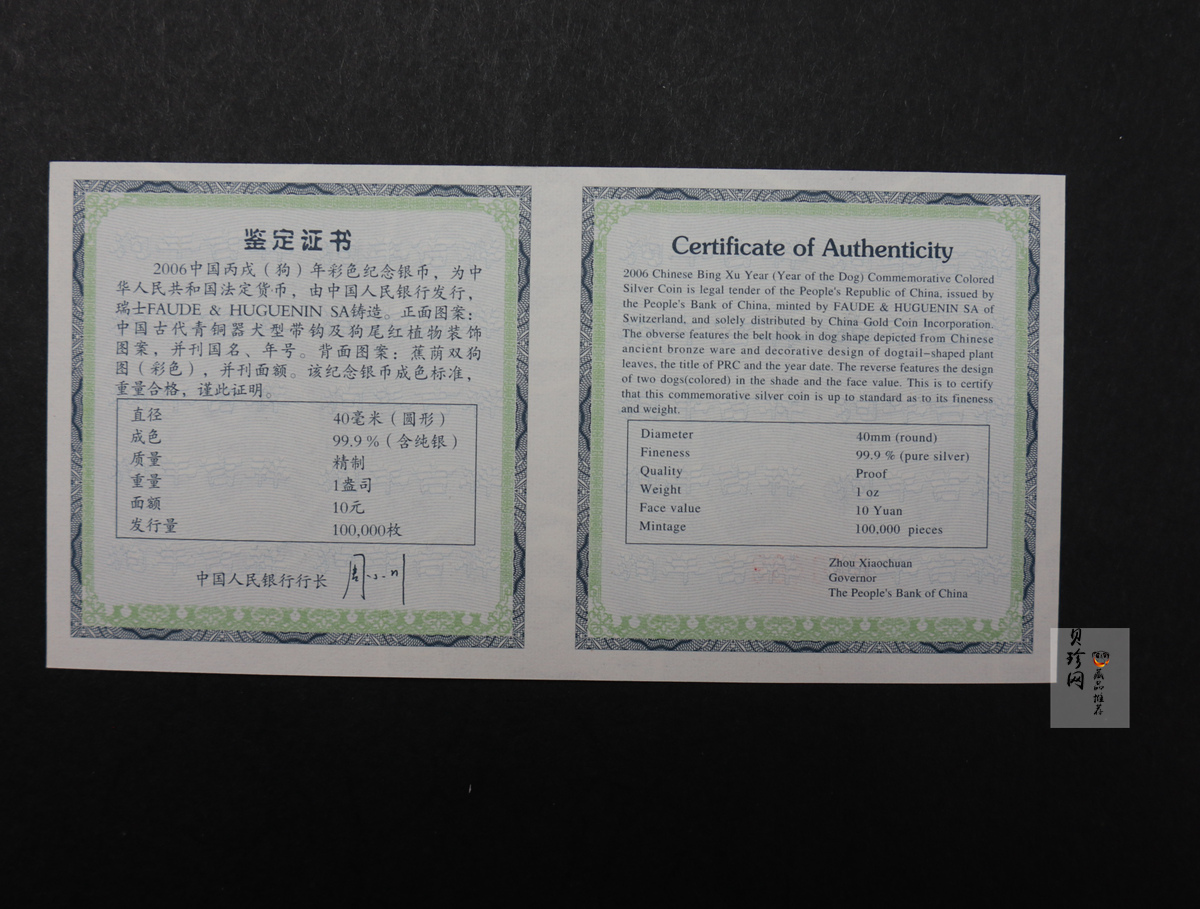 鉴定证书
2006中国丙戌（狗）年彩色纪念银币，为中
华人民共和国法定货币，由中国人民银行发行，
瑞士FAUDE & HUGUENIN SA铸造。正面图案：
中国古代青铜器犬型带钩及狗尾红植物装饰
图案，并刊国名、年号。背面图案：蕉荫双狗
图（彩色），并刊面额。该纪念银币成色标准，
重量合格，谨此证明。
直径 40毫米（圆形）
成色 99.9 %（含纯银）
质量 精制
重量 1盎司
面额 10元
发行量 100,000枚
中国人民银行行长 周小川
Certificate of Authenticity
2006 Chinese Bing Xu Year (Year of the Dog) Commemorative Colored
Silver Coin is legal tender of the People's Republic of China, issued by
the People's Bank of China, minted by FAUDE & HUGUENIN SA of
Switzerland, and solely distributed by China Gold Coin Incorporation.
The obverse features the belt hook in dog shape depicted from Chinese
ancient bronze ware and decorative design of dogtail-shaped plant
leaves, the title of PRC and the year date. The reverse features the design
of two dogs(colored) in the shade and the face value. This is to certify
that this commemorative silver coin is up to standard as to its fineness
and weight.
Diameter 40mm (round)
Fineness 99.9 % (pure silver)
Quality Proof
Weight 1 oz
Face value 10 Yuan
Mintage 100,000 pieces
Zhou Xiaochuan
Governor
The People's Bank of China
贝珍网
藏品推荐